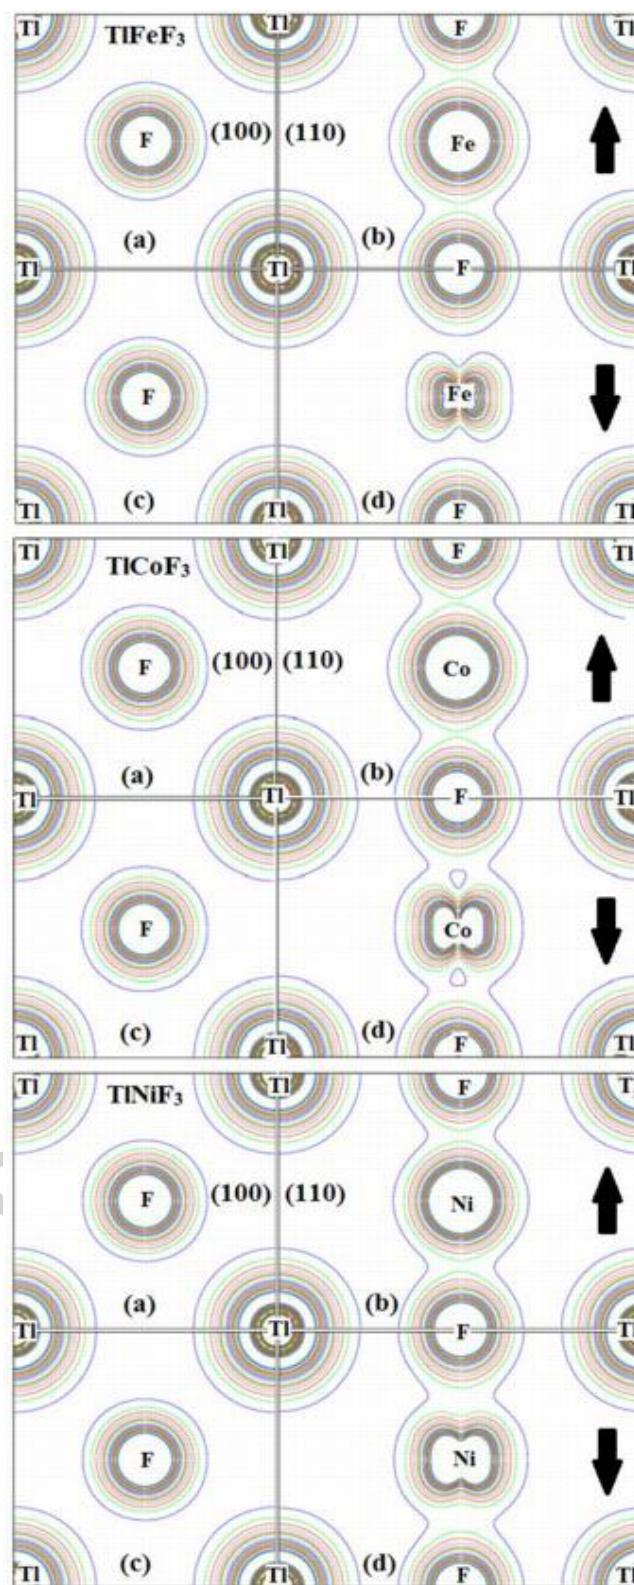 Tl TlFeF3 Tl F Tl
F (100) (110) Fe
(a) (b)
Tl Tl F Tl
F Fe
(c) (d)
Tl Tl F Tl
Tl TlCoF3 Tl F Tl
F (100) (110) Co
(a) (b)
Tl Tl F Tl
F Co
(c) (d)
Tl Tl F Tl
Tl TlNiF3 Tl F T
F (100) (110) Ni
(a) (b)
Tl Tl F Tl
F Ni
(c) (d)
Tl Tl F Tl